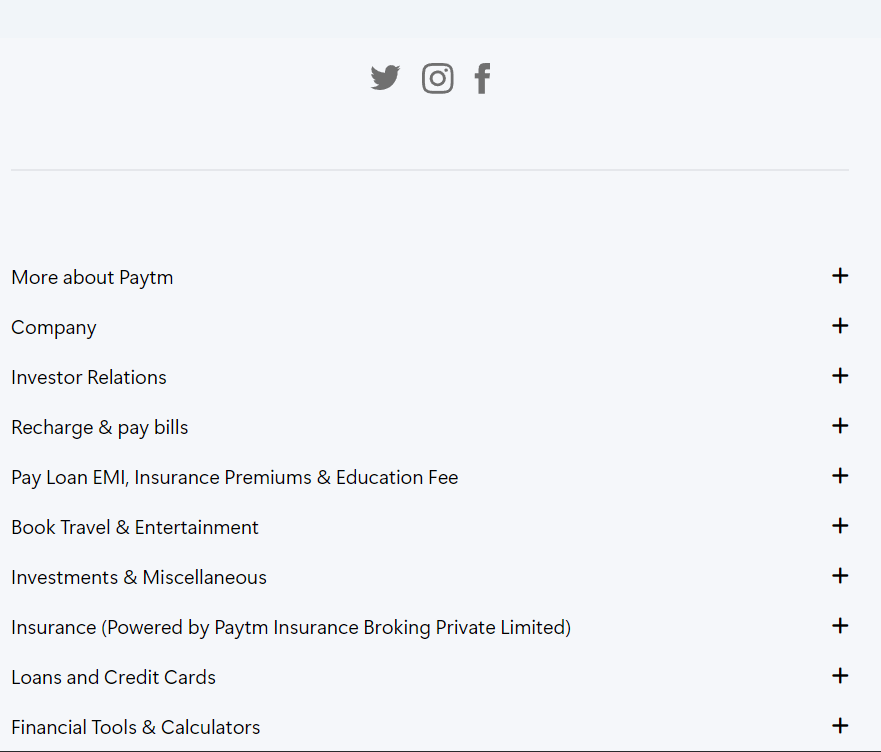 More about Paytm
Company
Investor Relations
Recharge & pay bills
Pay Loan EMI, Insurance Premiums & Education Fee
Book Travel & Entertainment
Investments & Miscellaneous
Insurance (Powered by Paytm Insurance Broking Private Limited)
Loans and Credit Cards
Financial Tools & Calculators